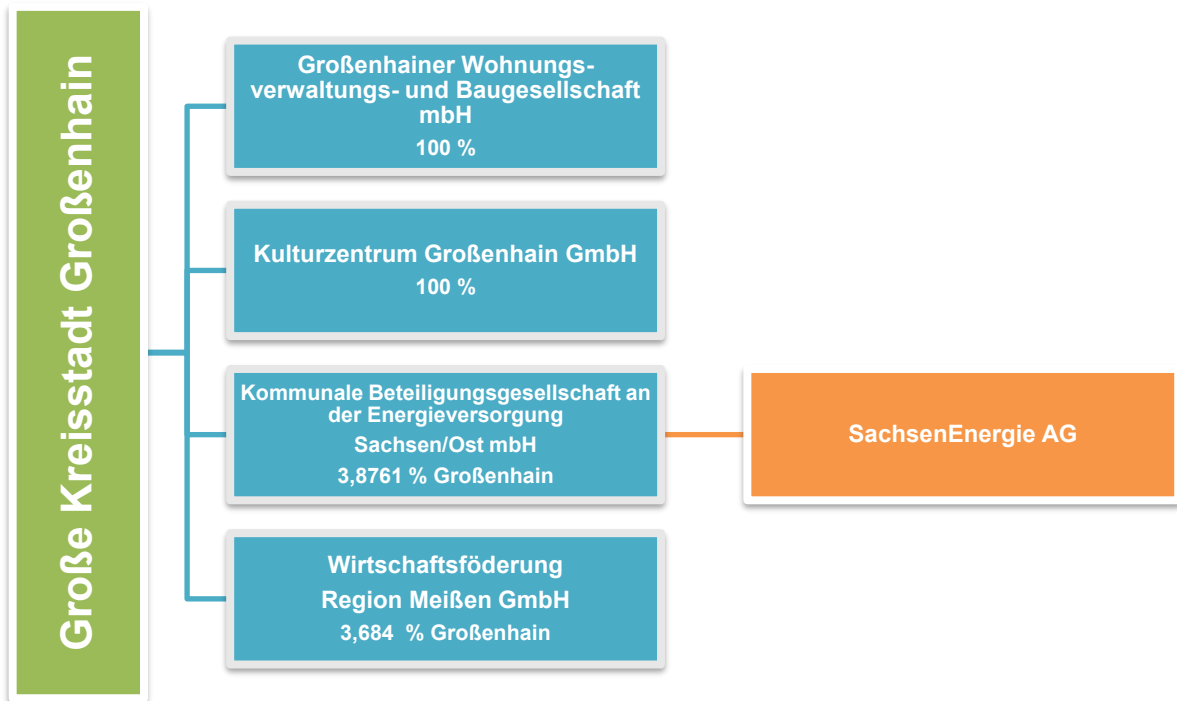 Große Kreisstadt Großenhain
Großenhainer Wohnungs-
verwaltungs- und Baugesellschaft
mbH
100 %
Kulturzentrum Großenhain GmbH
100 %
Kommunale Beteiligungsgesellschaft an
der Energieversorgung
Sachsen/Ost mbH
3,8761 % Großenhain
SachsenEnergie AG
Wirtschaftsföderung
Region Meißen GmbH
3,684 % Großenhain